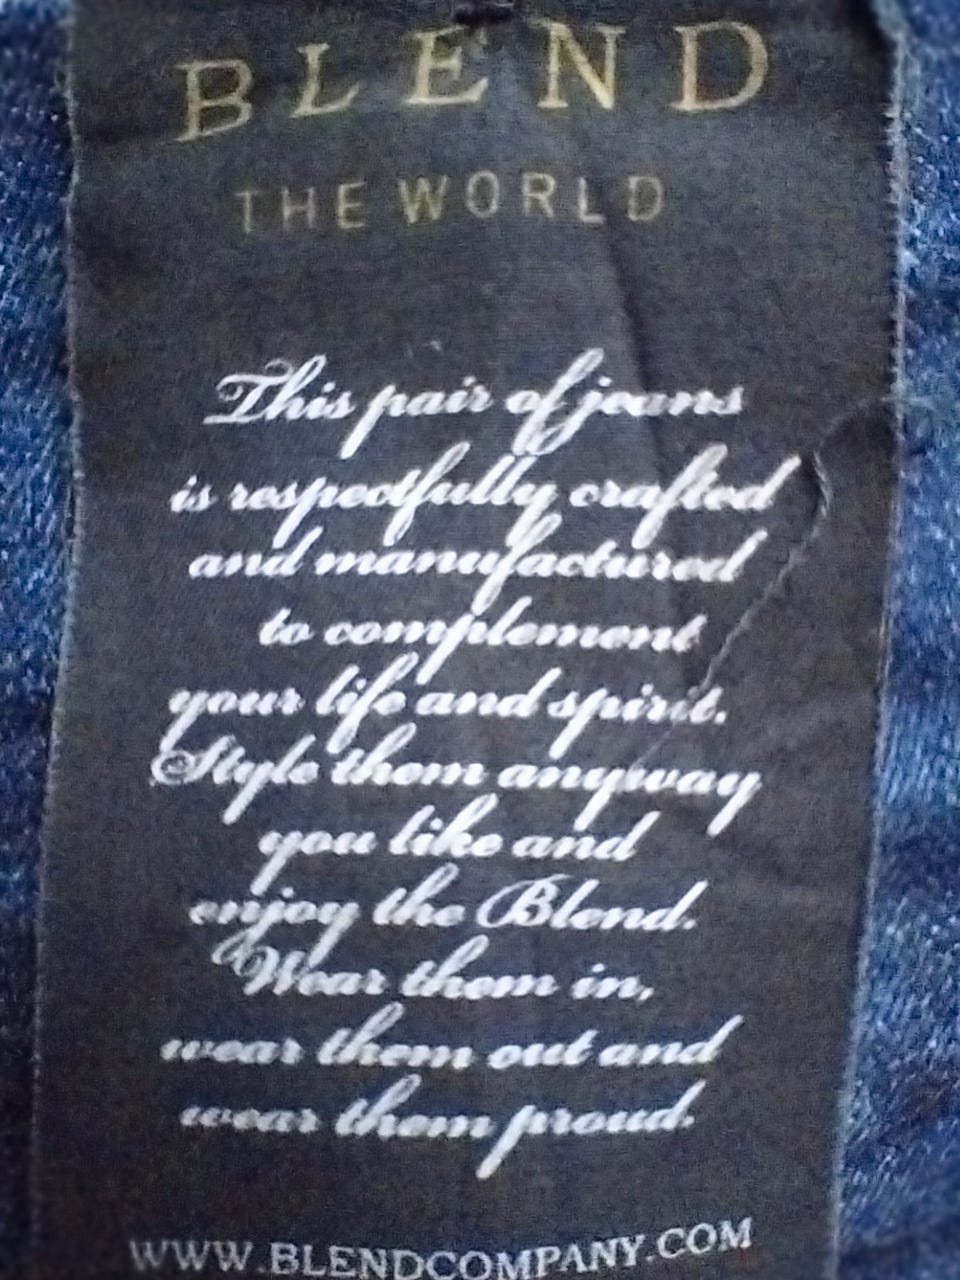 BLEND
THE WORLD
This pair of jeans
is respectfully crafted
and manufactured
to complement
your life and spirit.
Style them anyway
you like and
enjoy the Blend.
Wear them in,
wear them out and
wear them proud.
WWW.BLENDCOMPANY.COM